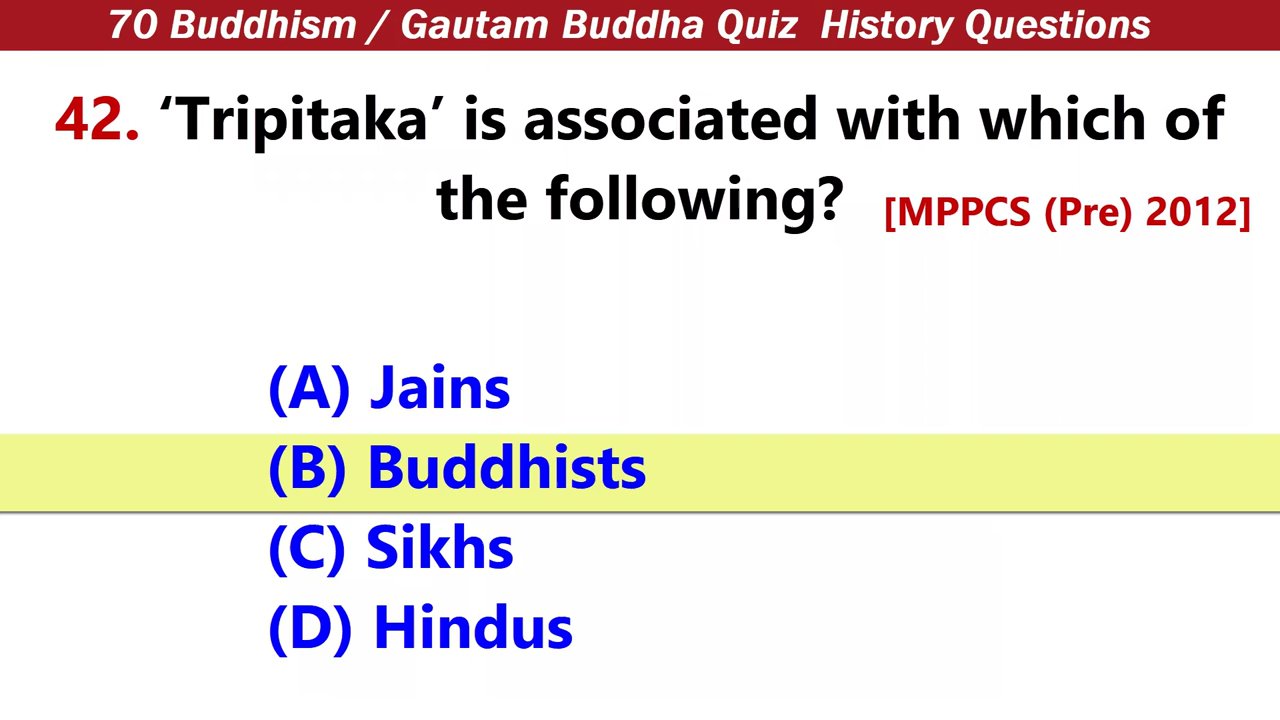 70 Buddhism / Gautam Buddha Quiz History Questions
42. ‘Tripitaka’ is associated with which of
the following? [MPPCS (Pre) 2012]
(A) Jains
(B) Buddhists
(C) Sikhs
(D) Hindus